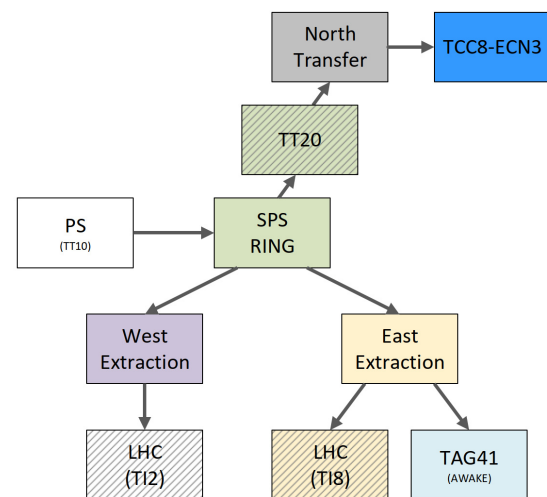 North
Transfer
TCC8-ECN3
TT20
PS
(TT10)
SPS
RING
West
Extraction
East
Extraction
LHC
(TI2)
LHC
(TI8)
TAG41
(AWAKE)